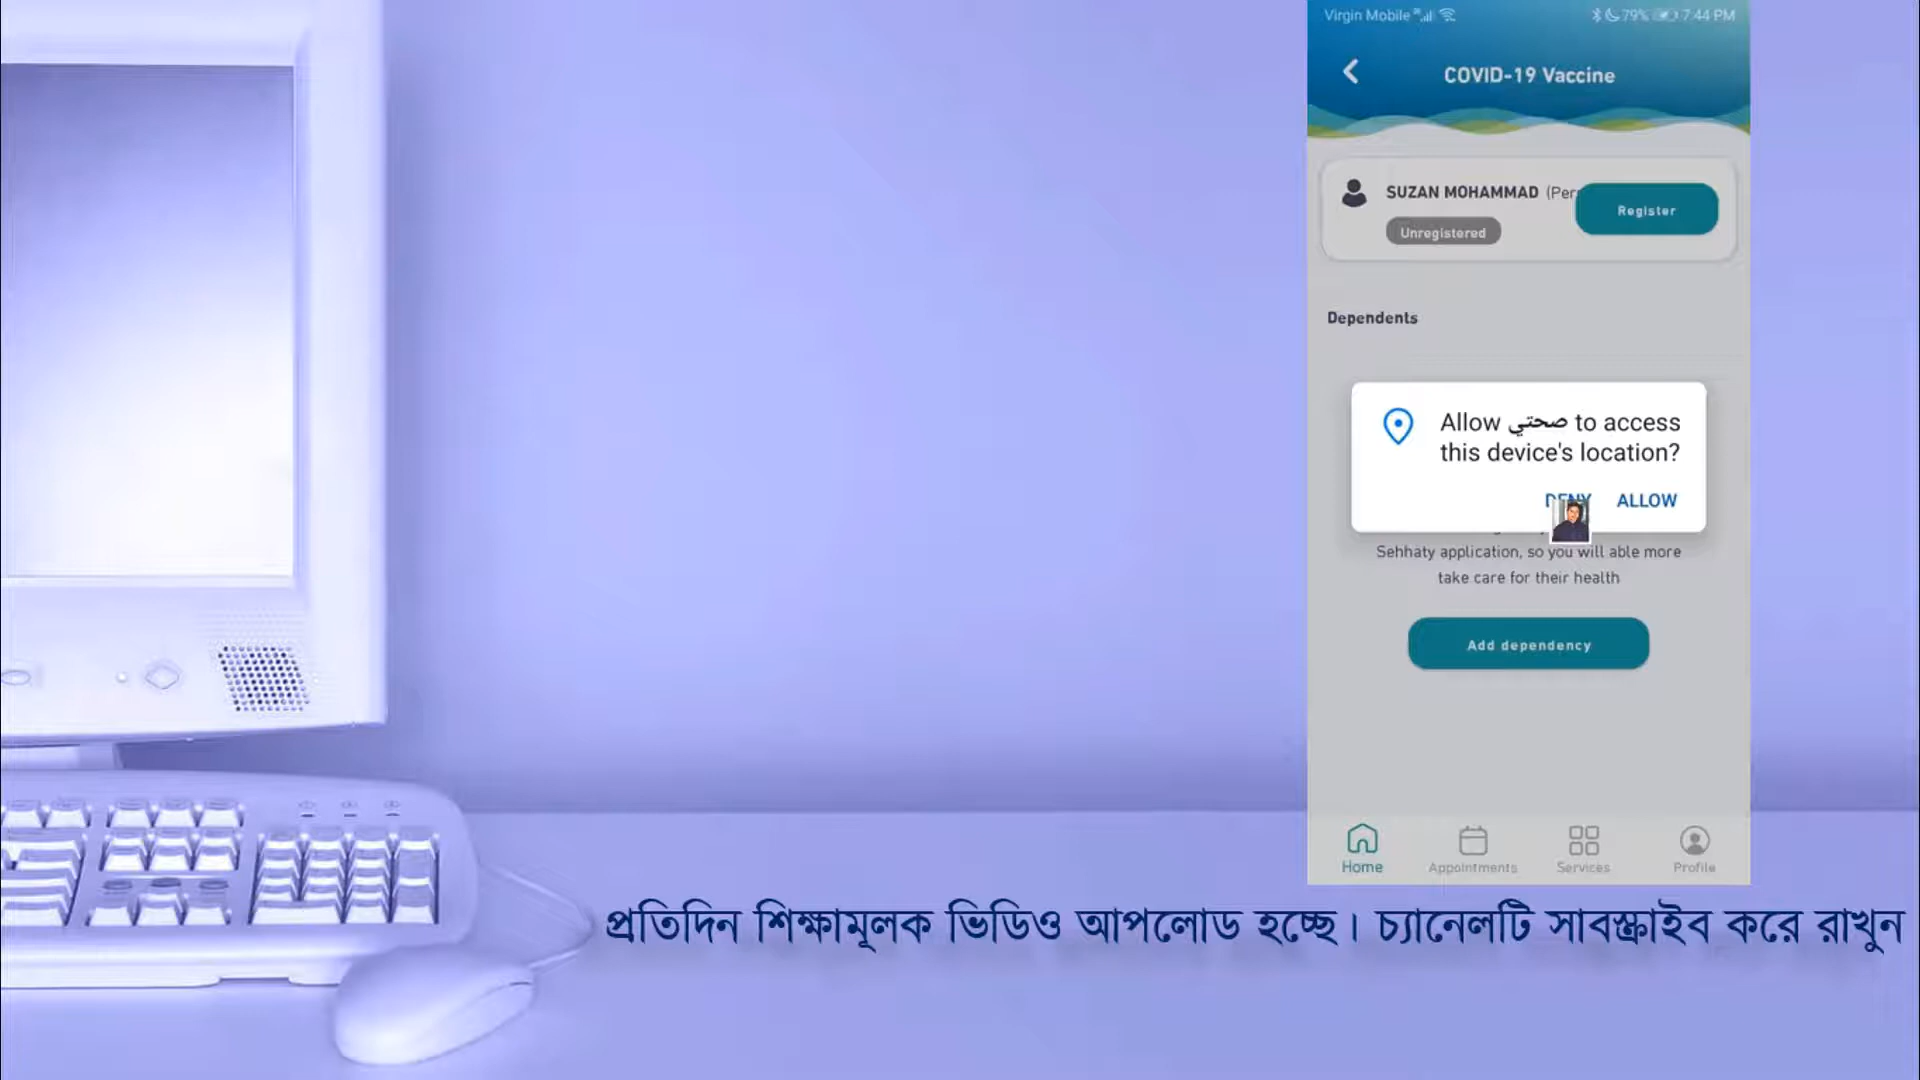 Virgin Mobile
79% 7:44 PM
COVID-19 Vaccine
SUZAN MOHAMMAD
Register
Unregistered
Dependents
Allow صحتي to access
this device's location?
DENY ALLOW
Sehhaty application, so you will able more
take care for their health
Add dependency
Home Appointments Services Profile
প্রতিদিন শিক্ষামূলক ভিডিও আপলোড হচ্ছে। চ্যানেলটি সাবস্ক্রাইব করে রাখুন